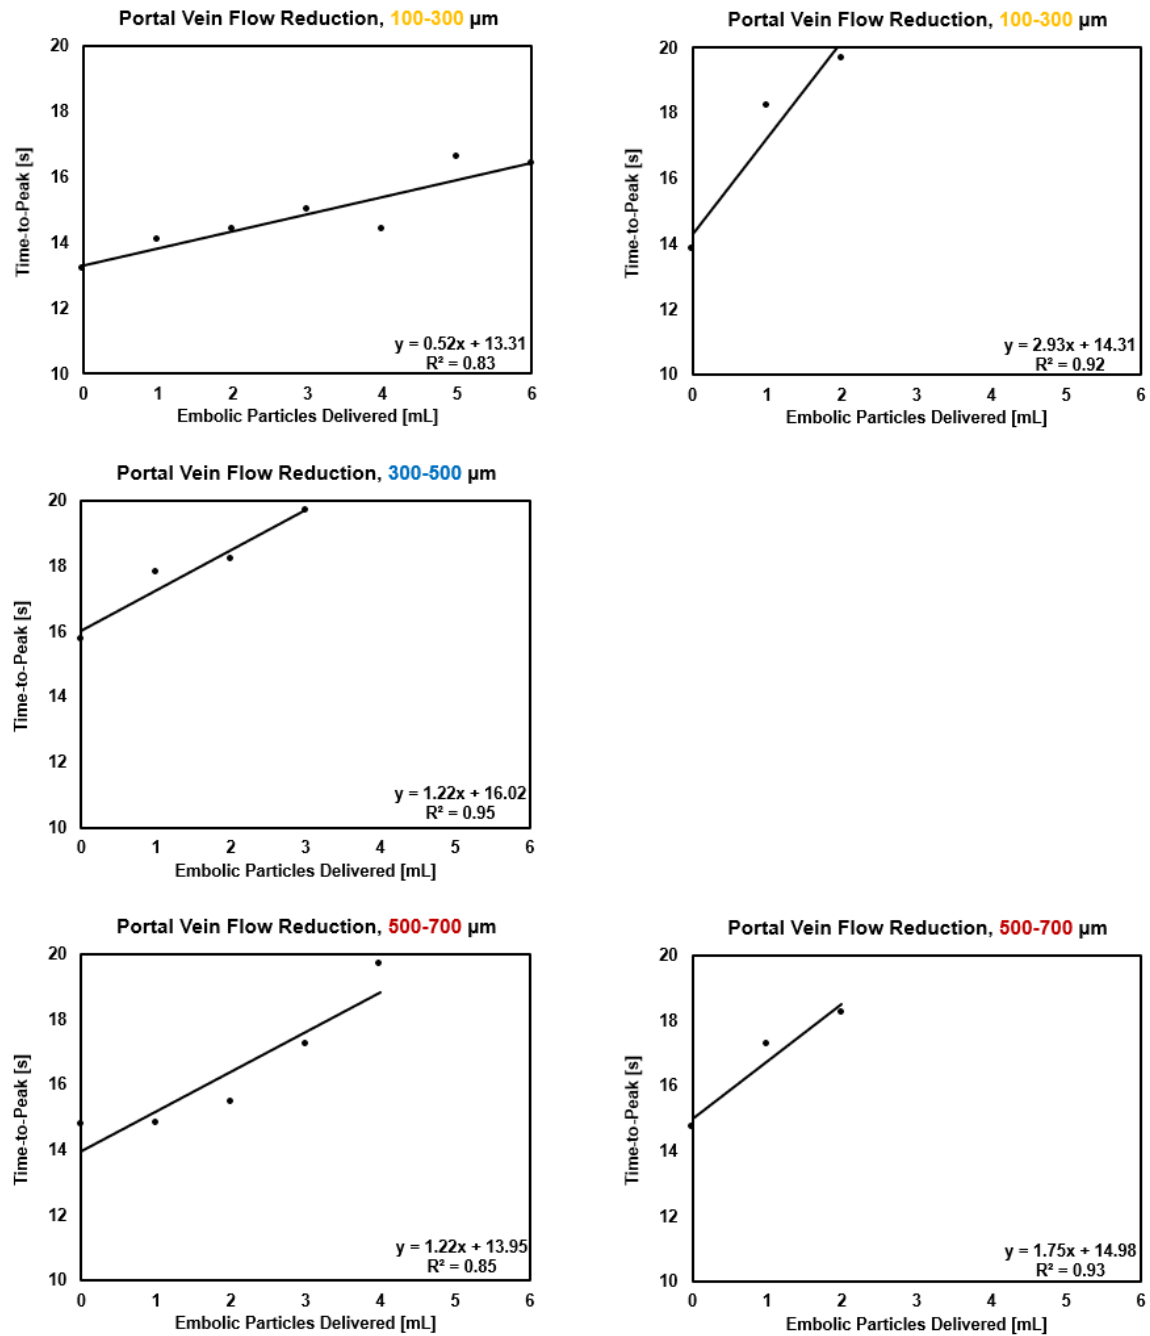 Portal Vein Flow Reduction, 100-300 µm
20
18
16
14
12
10
Time-to-Peak [s]
y = 0.52x + 13.31
R² = 0.83
0 1 2 3 4 5 6
Embolic Particles Delivered [mL]
Portal Vein Flow Reduction, 100-300 µm
20
18
16
14
12
10
Time-to-Peak [s]
y = 2.93x + 14.31
R² = 0.92
0 1 2 3 4 5 6
Embolic Particles Delivered [mL]
Portal Vein Flow Reduction, 300-500 µm
20
18
16
14
12
10
Time-to-Peak [s]
y = 1.22x + 16.02
R² = 0.95
0 1 2 3 4 5 6
Embolic Particles Delivered [mL]
Portal Vein Flow Reduction, 500-700 µm
20
18
16
14
12
10
Time-to-Peak [s]
y = 1.22x + 13.95
R² = 0.85
0 1 2 3 4 5 6
Embolic Particles Delivered [mL]
Portal Vein Flow Reduction, 500-700 µm
20
18
16
14
12
10
Time-to-Peak [s]
y = 1.75x + 14.98
R² = 0.93
0 1 2 3 4 5 6
Embolic Particles Delivered [mL]